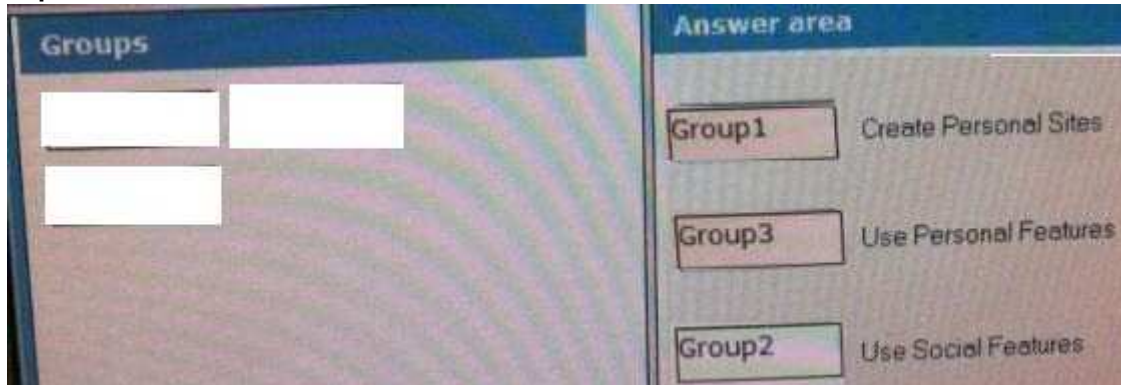 Groups
Answer area
Group1
Create Personal Sites
Group3
Use Personal Features
Group2
Use Social Features